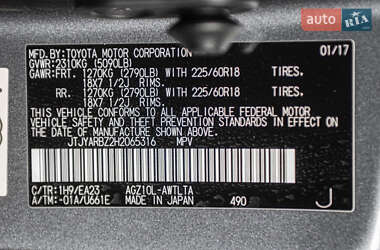 auto RIA.com
MFD.BY:TOYOTA MOTOR CORPORATION 01/17
GVWR:2310KG (5090LB)
GAWR:FRT. 1270KG (2790LB) WITH 225/60R18 TIRES,
18X7 1/2J RIMS
RR. 1270KG (2790LB) WITH 225/60R18 TIRES,
18X7 1/2J RIMS
THIS VEHICLE CONFORMS TO ALL APPLICABLE FEDERAL MOTOR
VEHICLE SAFETY AND THEFT PREVENTION STANDARDS IN EFFECT ON
THE DATE OF MANUFACTURE SHOWN ABOVE.
JTJYARBZ2H2065316 MPV
C/TR:1H9/EA23 AGZ10L-AWTLTA
A/TM:-01A/U661E MADE IN JAPAN 490 J